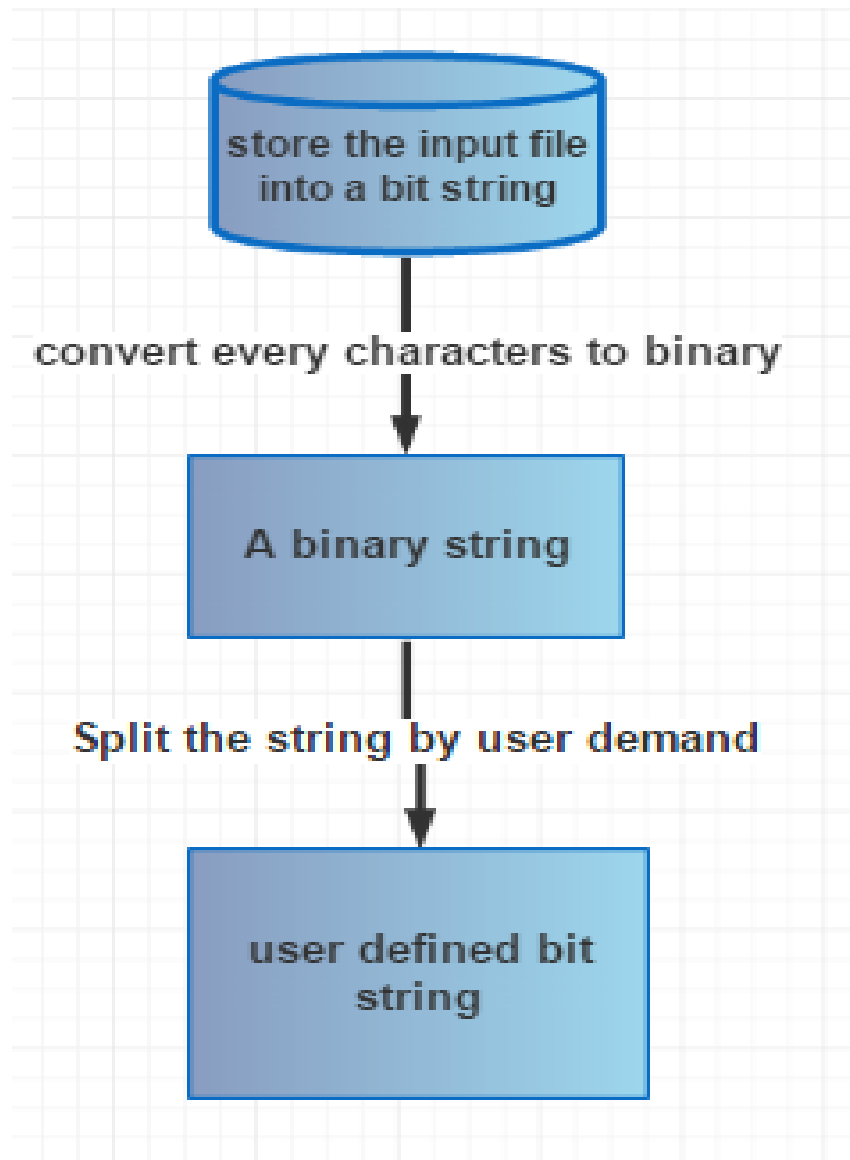 store the input file
into a bit string
convert every characters to binary
A binary string
Split the string by user demand
user defined bit
string